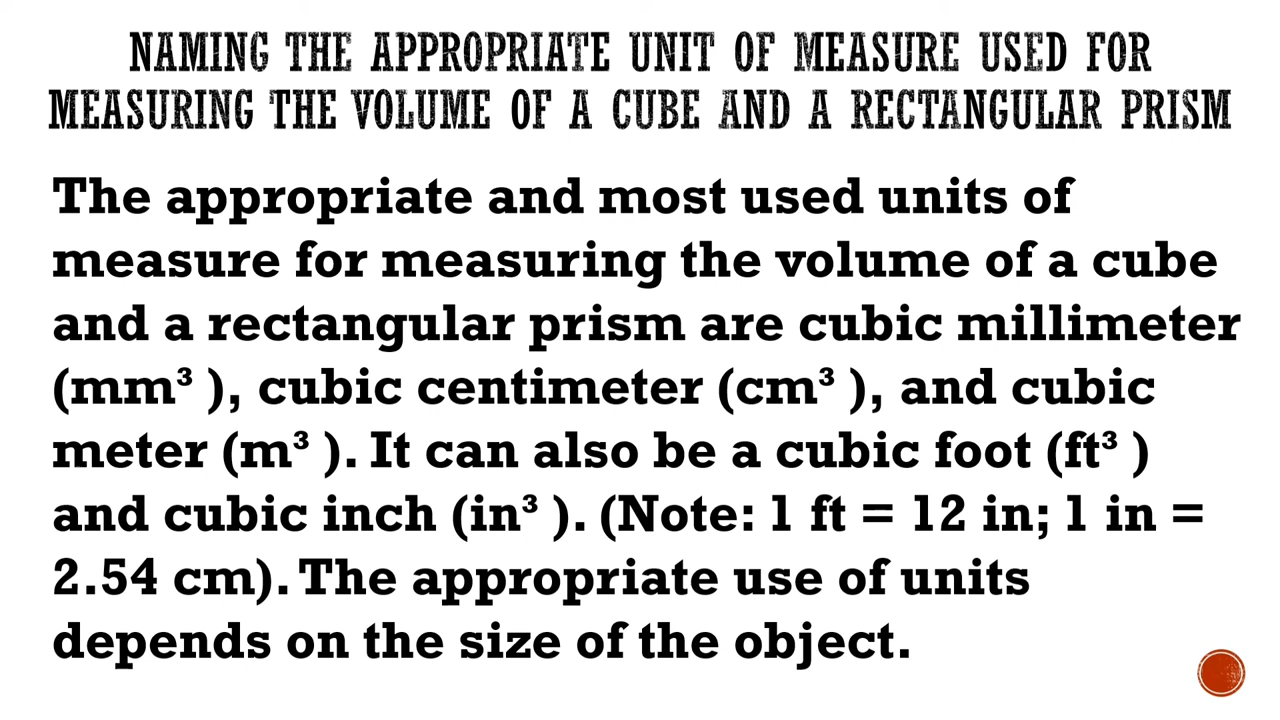 NAMING THE APPROPRIATE UNIT OF MEASURE USED FOR
MEASURING THE VOLUME OF A CUBE AND A RECTANGULAR PRISM
The appropriate and most used units of
measure for measuring the volume of a cube
and a rectangular prism are cubic millimeter
(mm³ ), cubic centimeter (cm³ ), and cubic
meter (m³ ). It can also be a cubic foot (ft³ )
and cubic inch (in³ ). (Note: 1 ft = 12 in; 1 in =
2.54 cm). The appropriate use of units
depends on the size of the object.